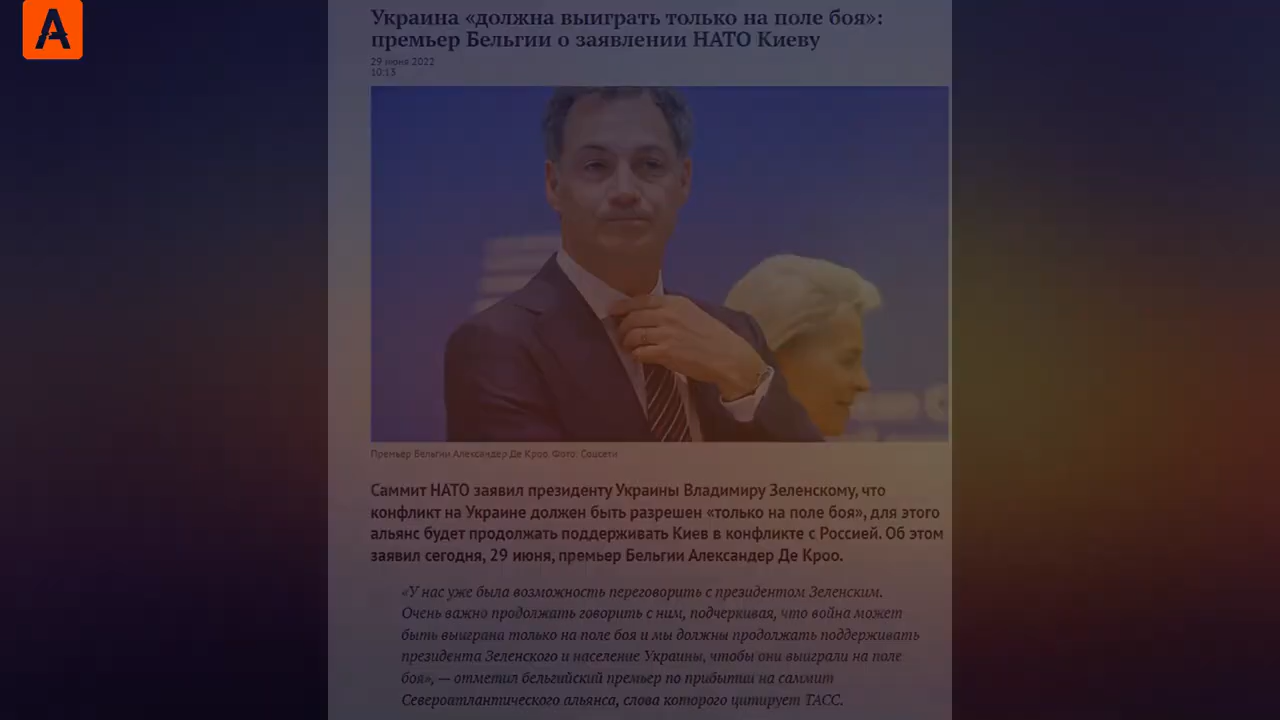 A
Украина «должна выиграть только на поле боя»:
премьер Бельгии о заявлении НАТО Киеву
29 июня 2022
10:13
Премьер Бельгии Александер Де Кроо. Фото: Соцсети
Саммит НАТО заявил президенту Украины Владимиру Зеленскому, что
конфликт на Украине должен быть разрешен «только на поле боя», для этого
альянс будет продолжать поддерживать Киев в конфликте с Россией. Об этом
заявил сегодня, 29 июня, премьер Бельгии Александер Де Кроо.
«У нас уже была возможность переговорить с президентом Зеленским.
Очень важно продолжать говорить с ним, подчеркивая, что война может
быть выиграна только на поле боя и мы должны продолжать поддерживать
президента Зеленского и население Украины, чтобы они выиграли на поле
боя», — отметил бельгийский премьер по прибытии на саммит
Североатлантического альянса, слова которого цитирует ТАСС.